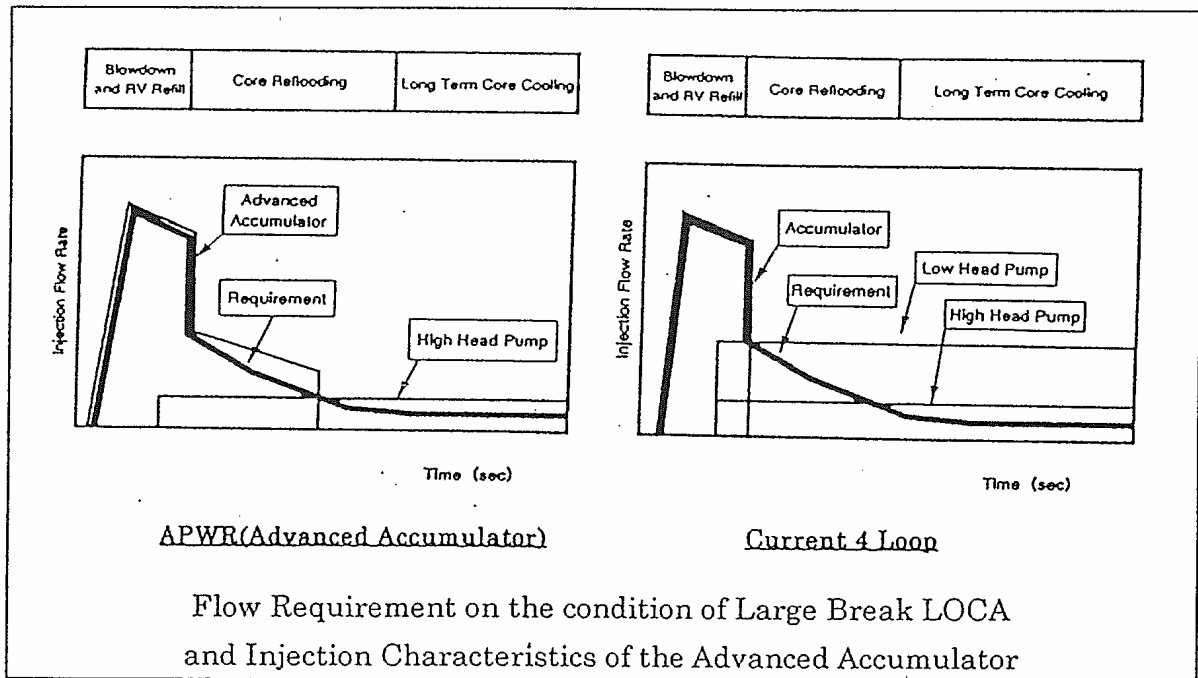 Blowdown
and RV Refill
Core Reflooding
Long Term Core Cooling
Injection Flow Rate
Advanced
Accumulator
Requirement
High Head Pump
Time (sec)
APWR(Advanced Accumulator)
Blowdown
and RV Refill
Core Reflooding
Long Term Core Cooling
Injection Flow Rate
Accumulator
Requirement
Low Head Pump
High Head Pump
Time (sec)
Current 4 Loop
Flow Requirement on the condition of Large Break LOCA
and Injection Characteristics of the Advanced Accumulator